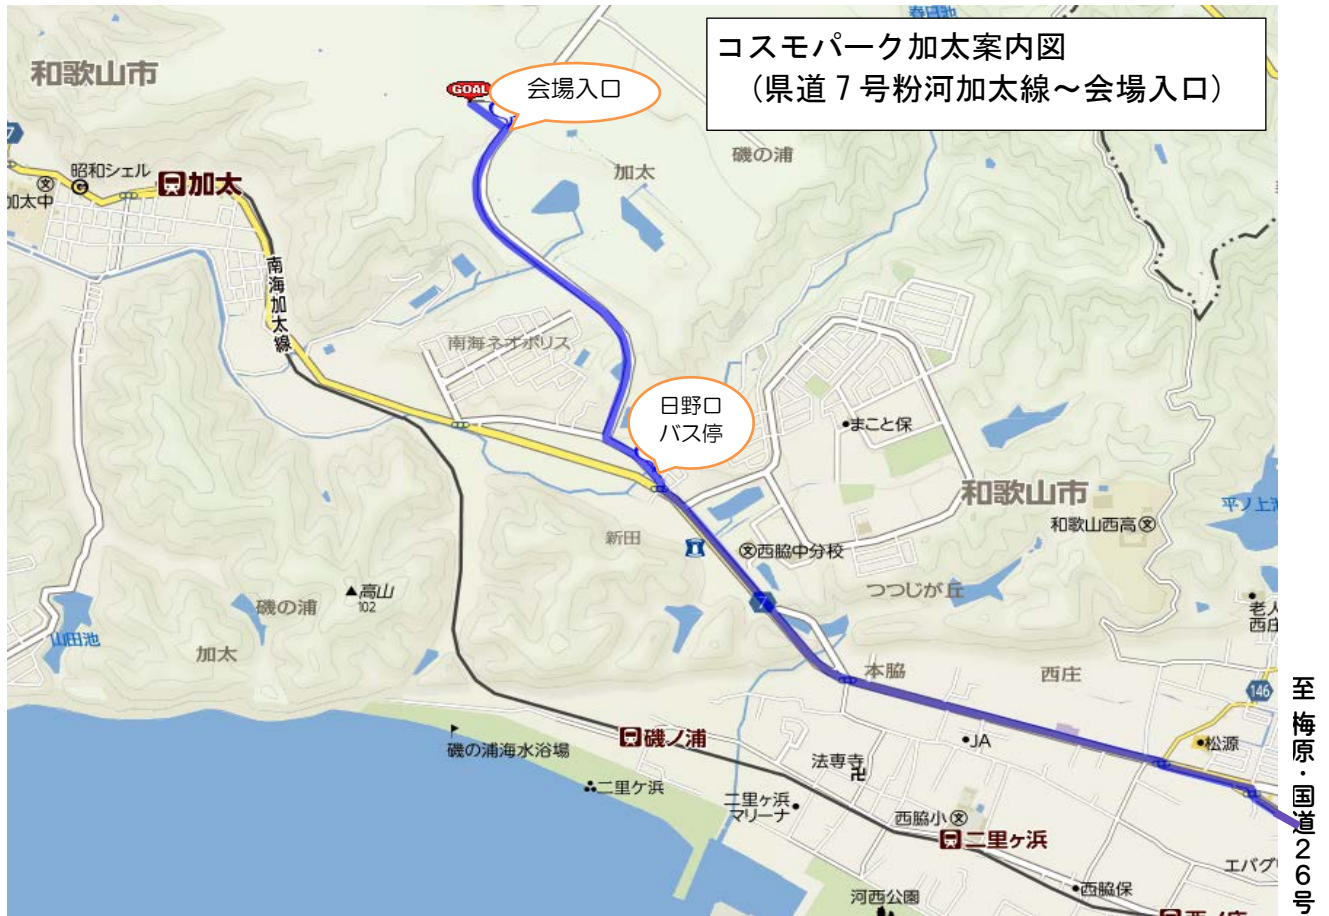 コスモパーク加太案内図
（県道７号粉河加太線～会場入口）
春日池
和歌山市
GOAL
会場入口
磯の浦
加太
7
昭和シェル
加太
加太中
南海加太線
南海ネオポリス
日野口
バス停
まこと保
和歌山市
和歌山西高
平ノ上池
新田
西脇中分校
高山
102
磯の浦
つつじが丘
7
山田池
加太
本脇
西庄
老人
西庄
146
至 梅原・国道２６号
磯ノ浦
JA
松源
磯の浦海水浴場
法専寺
二里ケ浜
二里ヶ浜
マリーナ
西脇小
二里ヶ浜
エバグ
西脇保
河西公園